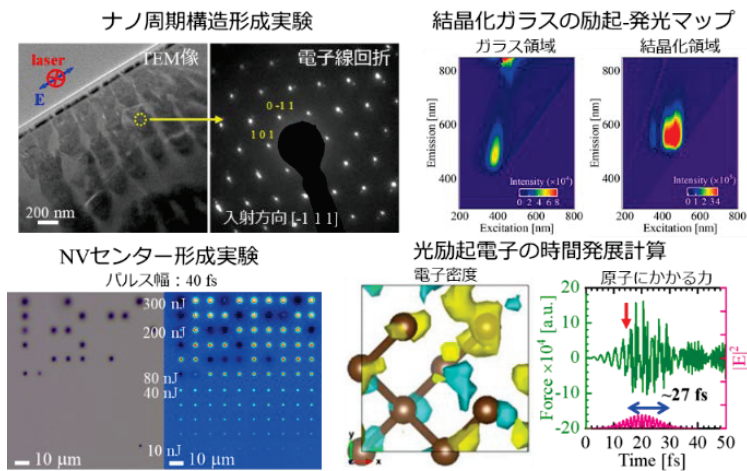 ナノ周期構造形成実験
laser
E
TEM像
200 nm
電子線回折
0 -1 1
1 0 1
入射方向 [-1 1 1]
結晶化ガラスの励起-発光マップ
ガラス領域
Emission [nm]
800
600
400
200
400
600
800
Excitation [nm]
Intensity (×10⁴)
0 2 4 6 8
結晶化領域
Emission [nm]
800
600
400
200
400
600
800
Excitation [nm]
Intensity (×10⁵)
0 1 2 3 4
NVセンター形成実験
パルス幅：40 fs
300 nJ
200 nJ
80 nJ
40 nJ
10 nJ
10 μm
10 μm
光励起電子の時間発展計算
電子密度
y
z
x
原子にかかる力
Force ×10⁴ [a.u.]
20
10
0
-10
-20
0 10 20 30 40 50
Time [fs]
|E|²
~27 fs